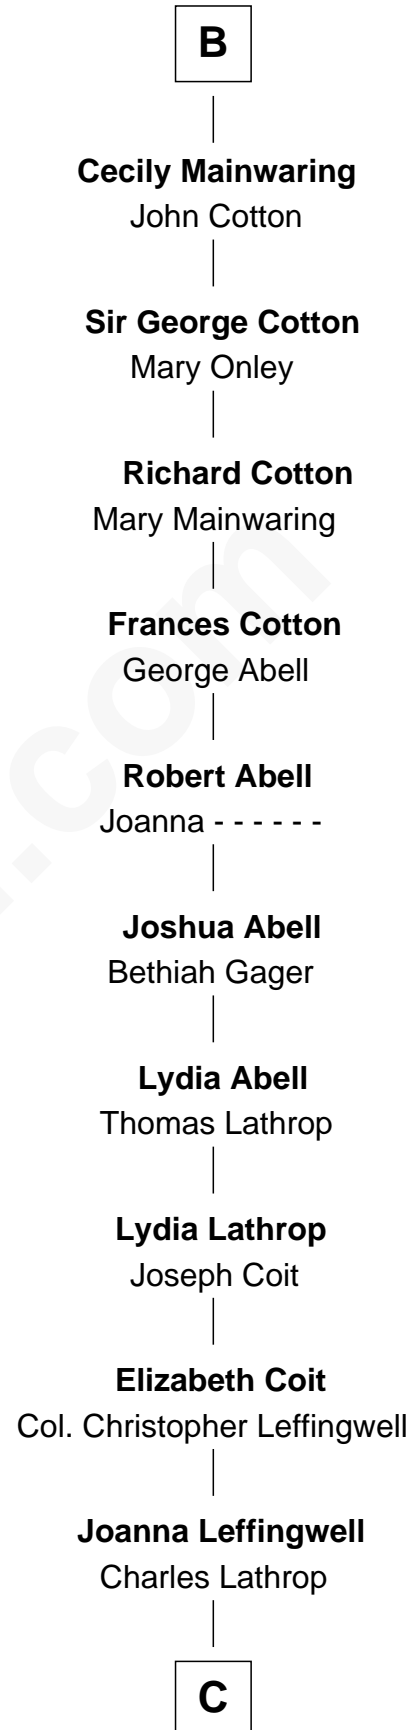 B
Cecily Mainwaring
John Cotton
Sir George Cotton
Mary Onley
Richard Cotton
Mary Mainwaring
Frances Cotton
George Abell
Robert Abell
Joanna - - - - - -
Joshua Abell
Bethiah Gager
Lydia Abell
Thomas Lathrop
Lydia Lathrop
Joseph Coit
Elizabeth Coit
Col. Christopher Leffingwell
Joanna Leffingwell
Charles Lathrop
C
.com